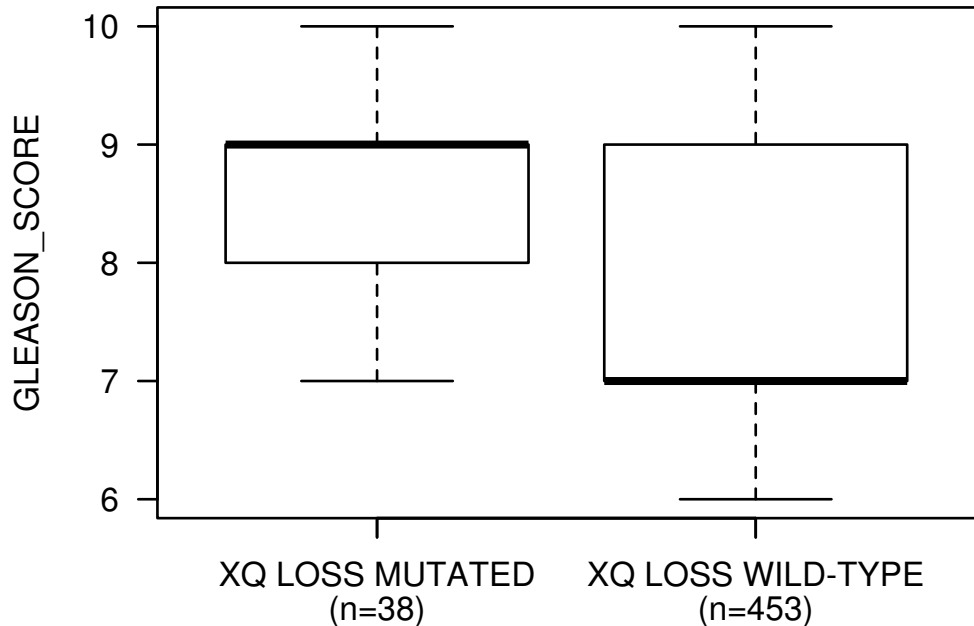 GLEASON_SCORE
10
9
8
7
6
XQ LOSS MUTATED
(n=38)
XQ LOSS WILD-TYPE
(n=453)